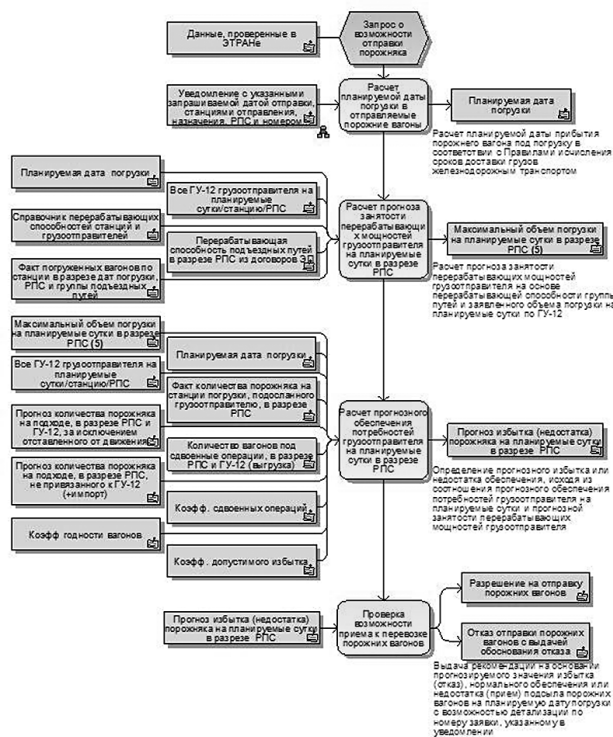 Данные, проверенные в
ЭТРАНе
Запрос о
возможности
отправки
порожняка
Уведомление с указанными
запрашиваемой датой отправки,
станциями отправления,
назначения, РПС и номером
Расчет
планируемой даты
погрузки в
отправляемые
порожние вагоны
Планируемая дата
погрузки
Расчет планируемой даты прибытия
порожнего вагона под погрузку в
соответствии с Правилами исчисления
сроков доставки грузов
железнодорожным транспортом
Планируемая дата погрузки
Все ГУ-12 грузоотправителя на
планируемые
сутки/станцию/РПС
Справочник перерабатывающих
способностей станций и
грузоотправителей
Перерабатывающая
способность подъездных путей
в разрезе РПС из договоров ЭП
Факт погруженных вагонов по
станции в разрезе дат погрузки,
РПС и группы подъездных
путей
Расчет прогноза
занятости
перерабатывающи
х мощностей
грузоотправителя
на планируемые
сутки в разрезе
РПС
Максимальный объем погрузки
на планируемые сутки в разрезе
РПС (5)
Расчет прогноза занятости
перерабатывающих мощностей
грузоотправителя на основе
перерабатывающей способности группы
путей и заявленного объема погрузки на
планируемые сутки по ГУ-12
Максимальный объем погрузки
на планируемые сутки в разрезе
РПС (5)
Планируемая дата погрузки
Все ГУ-12 грузоотправителя на
планируемые
сутки/станцию/РПС
Факт количества порожняка на
станции погрузки, подосланного
грузоотправителю, в разрезе
РПС
Прогноз количества порожняка
на подходе, в разрезе РПС и
ГУ-12, за исключением
отставленного от движения
Количество вагонов под
сдвоенные операции, в разрезе
РПС и ГУ-12 (выгрузка)
Прогноз количества порожняка
на подходе, в разрезе РПС,
не привязанного к ГУ-12
(+импорт)
Коэфф. сдвоенных операций
Коэфф годности вагонов
Коэфф. допустимого избытка
Расчет прогнозного
обеспечения
потребностей
грузоотправителя
на планируемые
сутки в разрезе
РПС
Прогноз избытка (недостатка)
порожняка на планируемые сутки
в разрезе РПС
Определение прогнозного избытка или
недостатка обеспечения, исходя из
соотношения прогнозного обеспечения
потребностей грузоотправителя на
планируемые сутки и прогнозной
занятости перерабатывающих
мощностей грузоотправителя
Прогноз избытка (недостатка)
порожняка на планируемые сутки
в разрезе РПС
Проверка
возможности
приема к перевозке
порожних вагонов
Разрешение на отправку
порожних вагонов
Отказ отправки порожних
вагонов с выдачей
обоснования отказа
Выдача рекомендации на основании
прогнозируемого значения избытка
(отказ), нормального обеспечения или
недостатка (прием) подсыла порожних
вагонов на планируемую дату погрузки
с возможностью детализации по
номеру заявки, указанному в
уведомлении